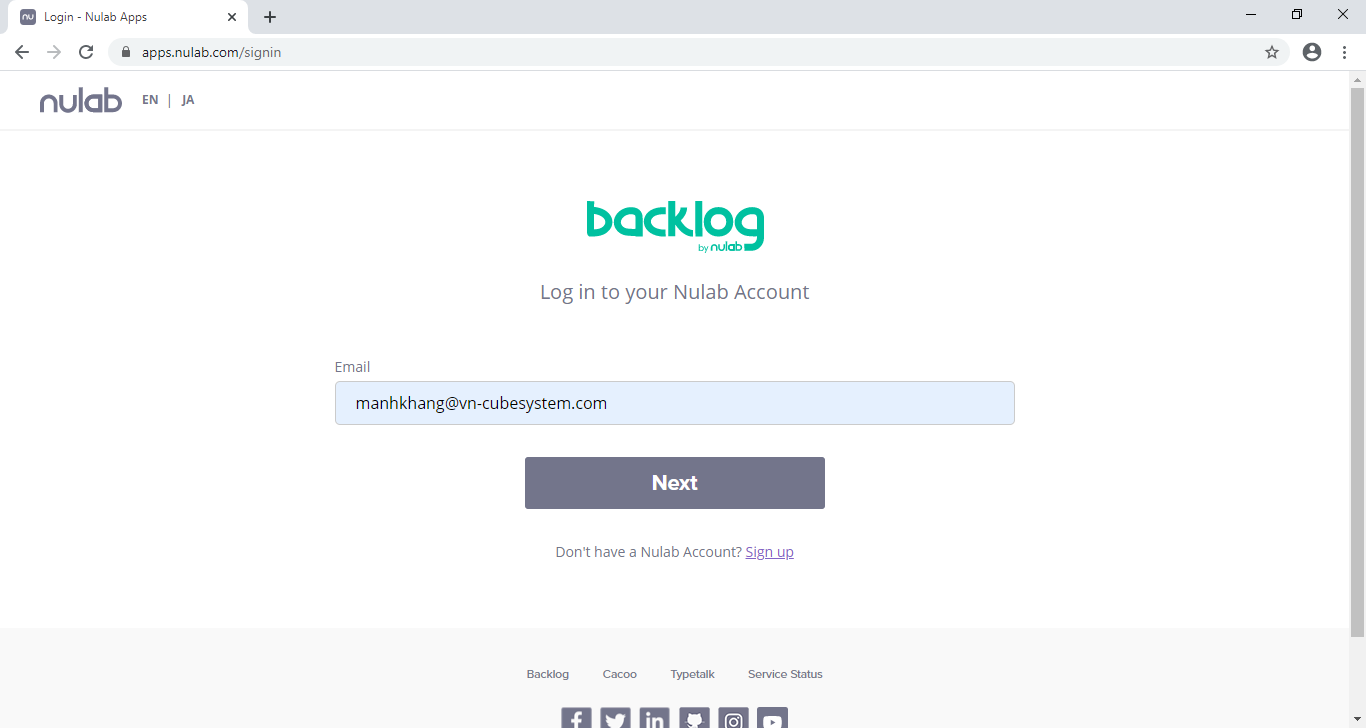 nu Login - Nulab Apps
apps.nulab.com/signin
nulab EN | JA
backlog
by nulab
Log in to your Nulab Account
Email
manhkhang@vn-cubesystem.com
Next
Don't have a Nulab Account? Sign up
Backlog Cacoo Typetalk Service Status